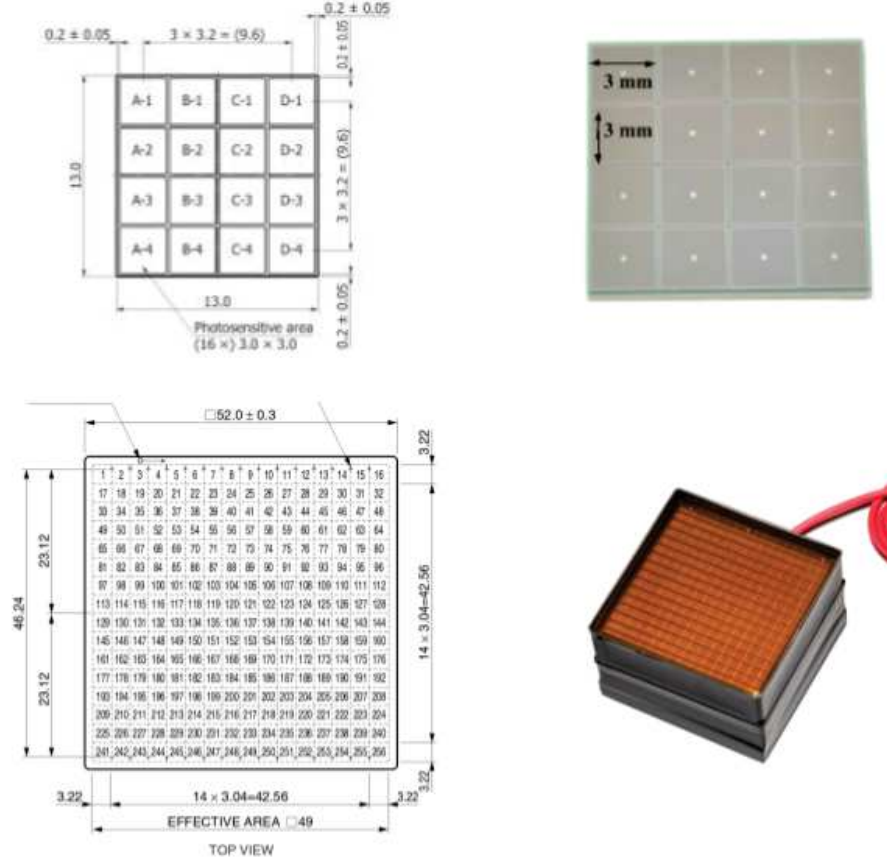 0.2 ± 0.05
0.2 ± 0.05
3 × 3.2 = (9.6)
0.2 ± 0.05
A-1 B-1 C-1 D-1
A-2 B-2 C-2 D-2
A-3 B-3 C-3 D-3
A-4 B-4 C-4 D-4
13.0
3 × 3.2 = (9.6)
13.0
0.2 ± 0.05
Photosensitive area
(16 ×) 3.0 × 3.0
3 mm
3 mm
□52.0 ± 0.3
3.22
1 2 3 4 5 6 7 8 9 10 11 12 13 14 15 16
17 18 19 20 21 22 23 24 25 26 27 28 29 30 31 32
33 34 35 36 37 38 39 40 41 42 43 44 45 46 47 48
49 50 51 52 53 54 55 56 57 58 59 60 61 62 63 64
65 66 67 68 69 70 71 72 73 74 75 76 77 78 79 80
81 82 83 84 85 86 87 88 89 90 91 92 93 94 95 96
97 98 99 100 101 102 103 104 105 106 107 108 109 110 111 112
113 114 115 116 117 118 119 120 121 122 123 124 125 126 127 128
129 130 131 132 133 134 135 136 137 138 139 140 141 142 143 144
145 146 147 148 149 150 151 152 153 154 155 156 157 158 159 160
161 162 163 164 165 166 167 168 169 170 171 172 173 174 175 176
177 178 179 180 181 182 183 184 185 186 187 188 189 190 191 192
193 194 195 196 197 198 199 200 201 202 203 204 205 206 207 208
209 210 211 212 213 214 215 216 217 218 219 220 221 222 223 224
225 226 227 228 229 230 231 232 233 234 235 236 237 238 239 240
241 242 243 244 245 246 247 248 249 250 251 252 253 254 255 256
23.12
46.24
23.12
14 × 3.04=42.56
3.22
3.22
14 × 3.04=42.56
3.22
EFFECTIVE AREA □49
TOP VIEW